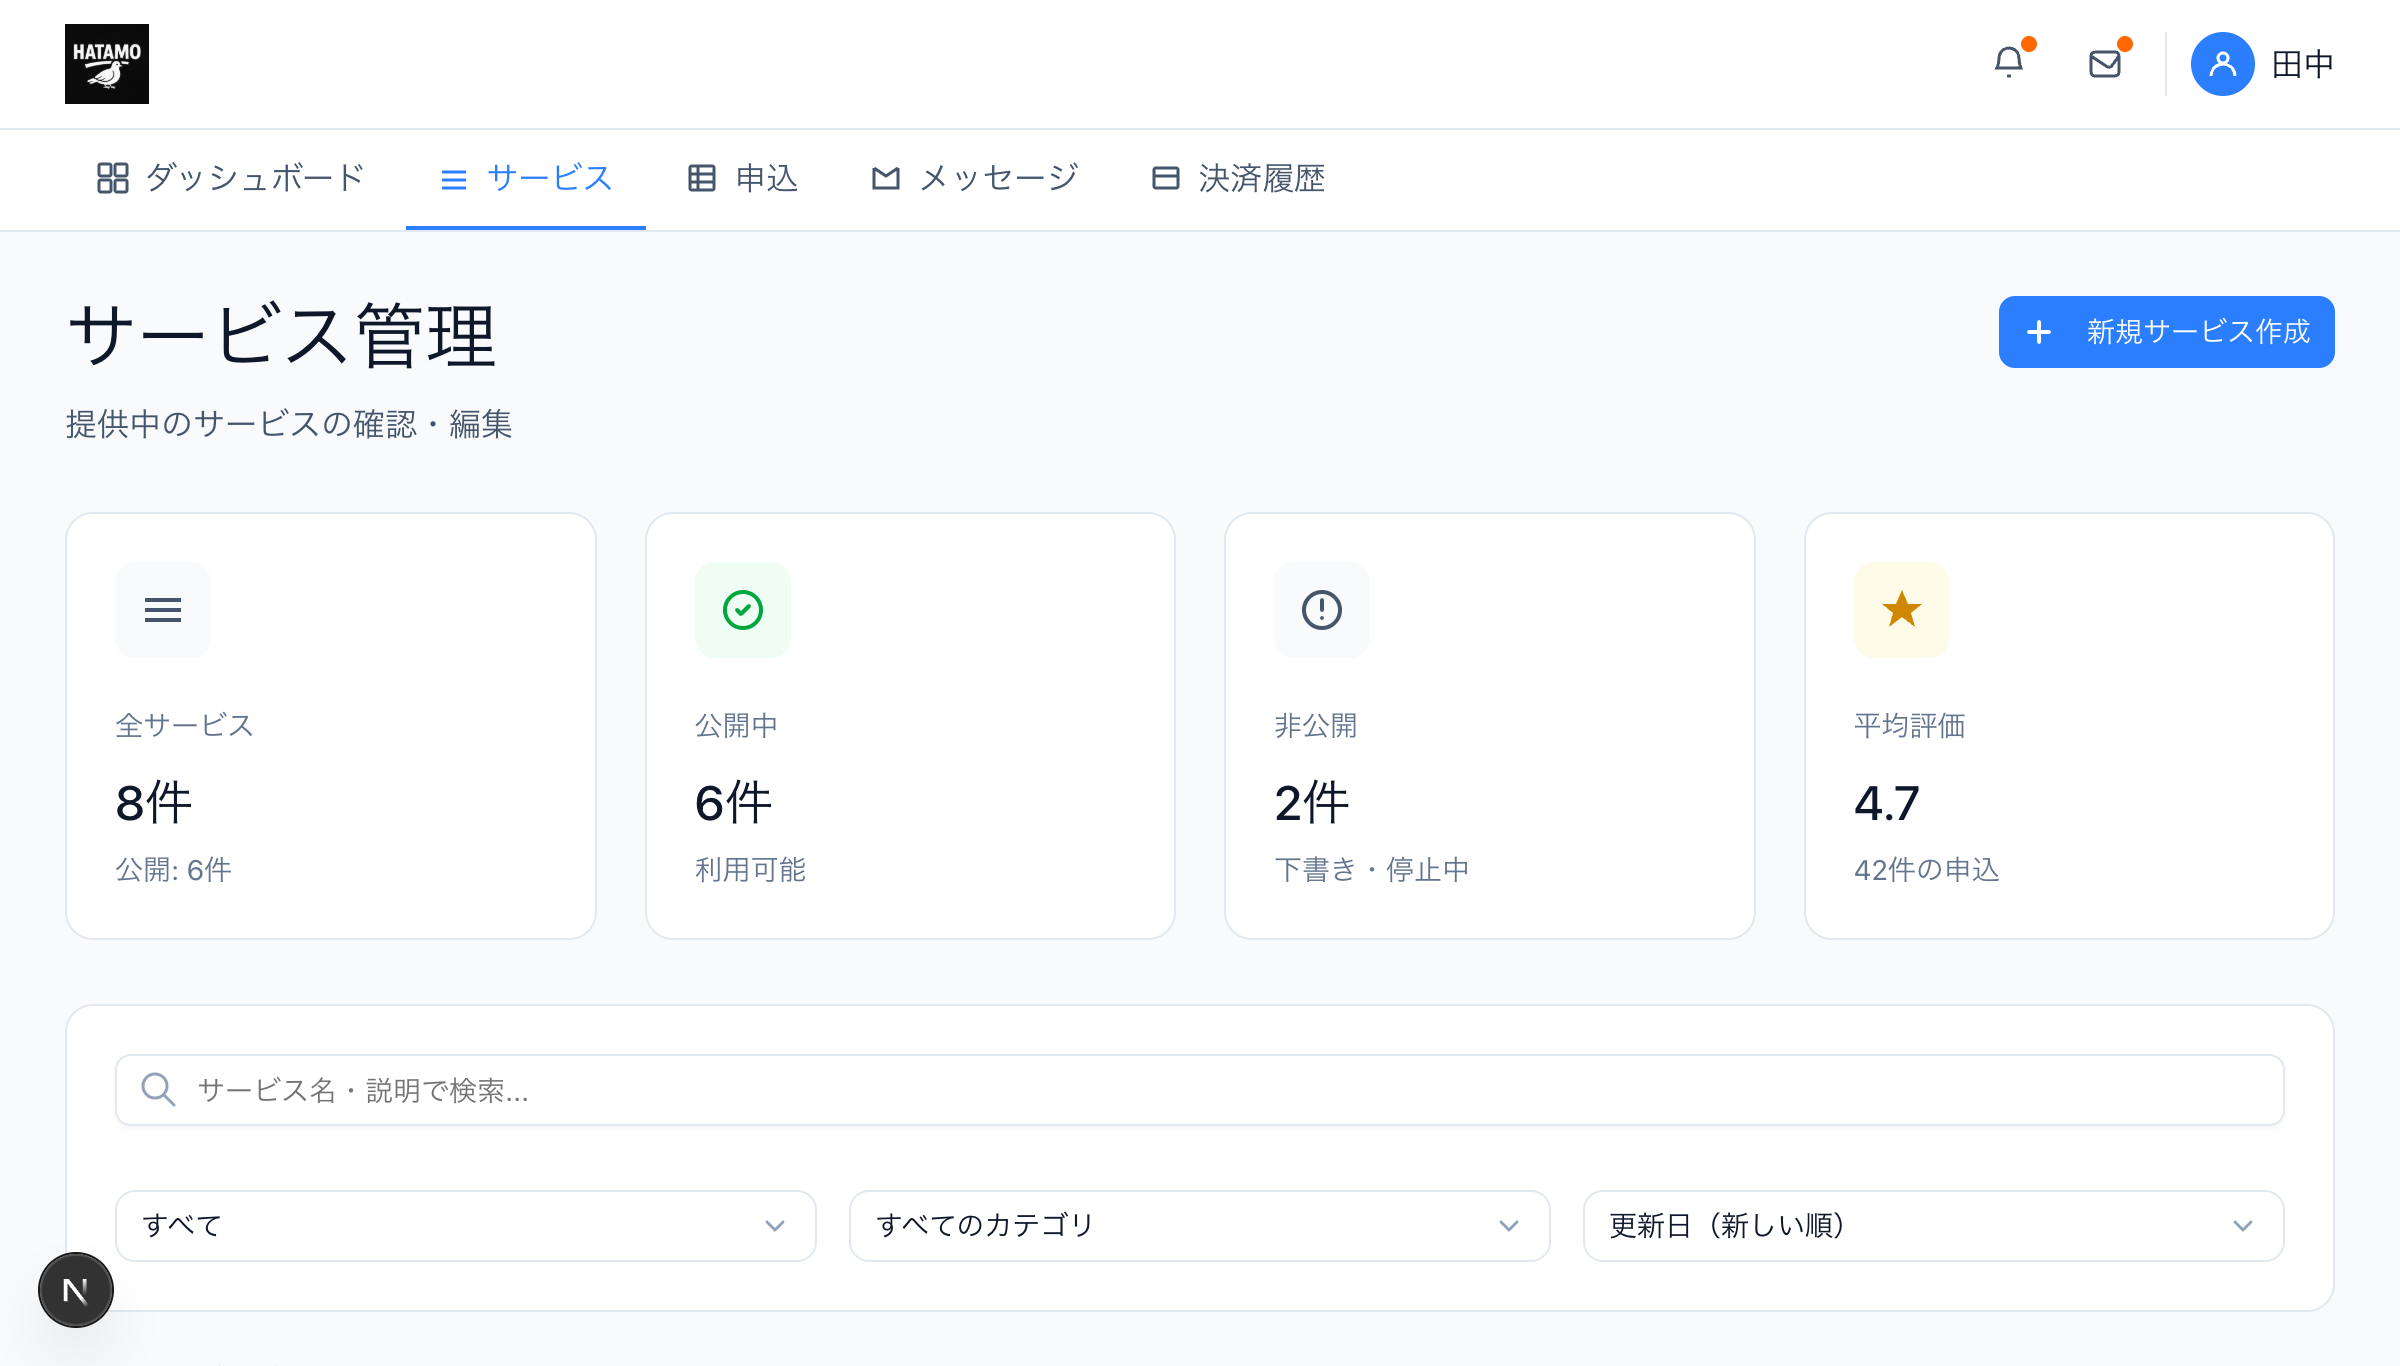 HATAMO
田中
ダッシュボード
サービス
申込
メッセージ
決済履歴
サービス管理
新規サービス作成
提供中のサービスの確認・編集
全サービス
8件
公開: 6件
公開中
6件
利用可能
非公開
2件
下書き・停止中
平均評価
4.7
42件の申込
サービス名・説明で検索...
すべて
すべてのカテゴリ
更新日（新しい順）
N